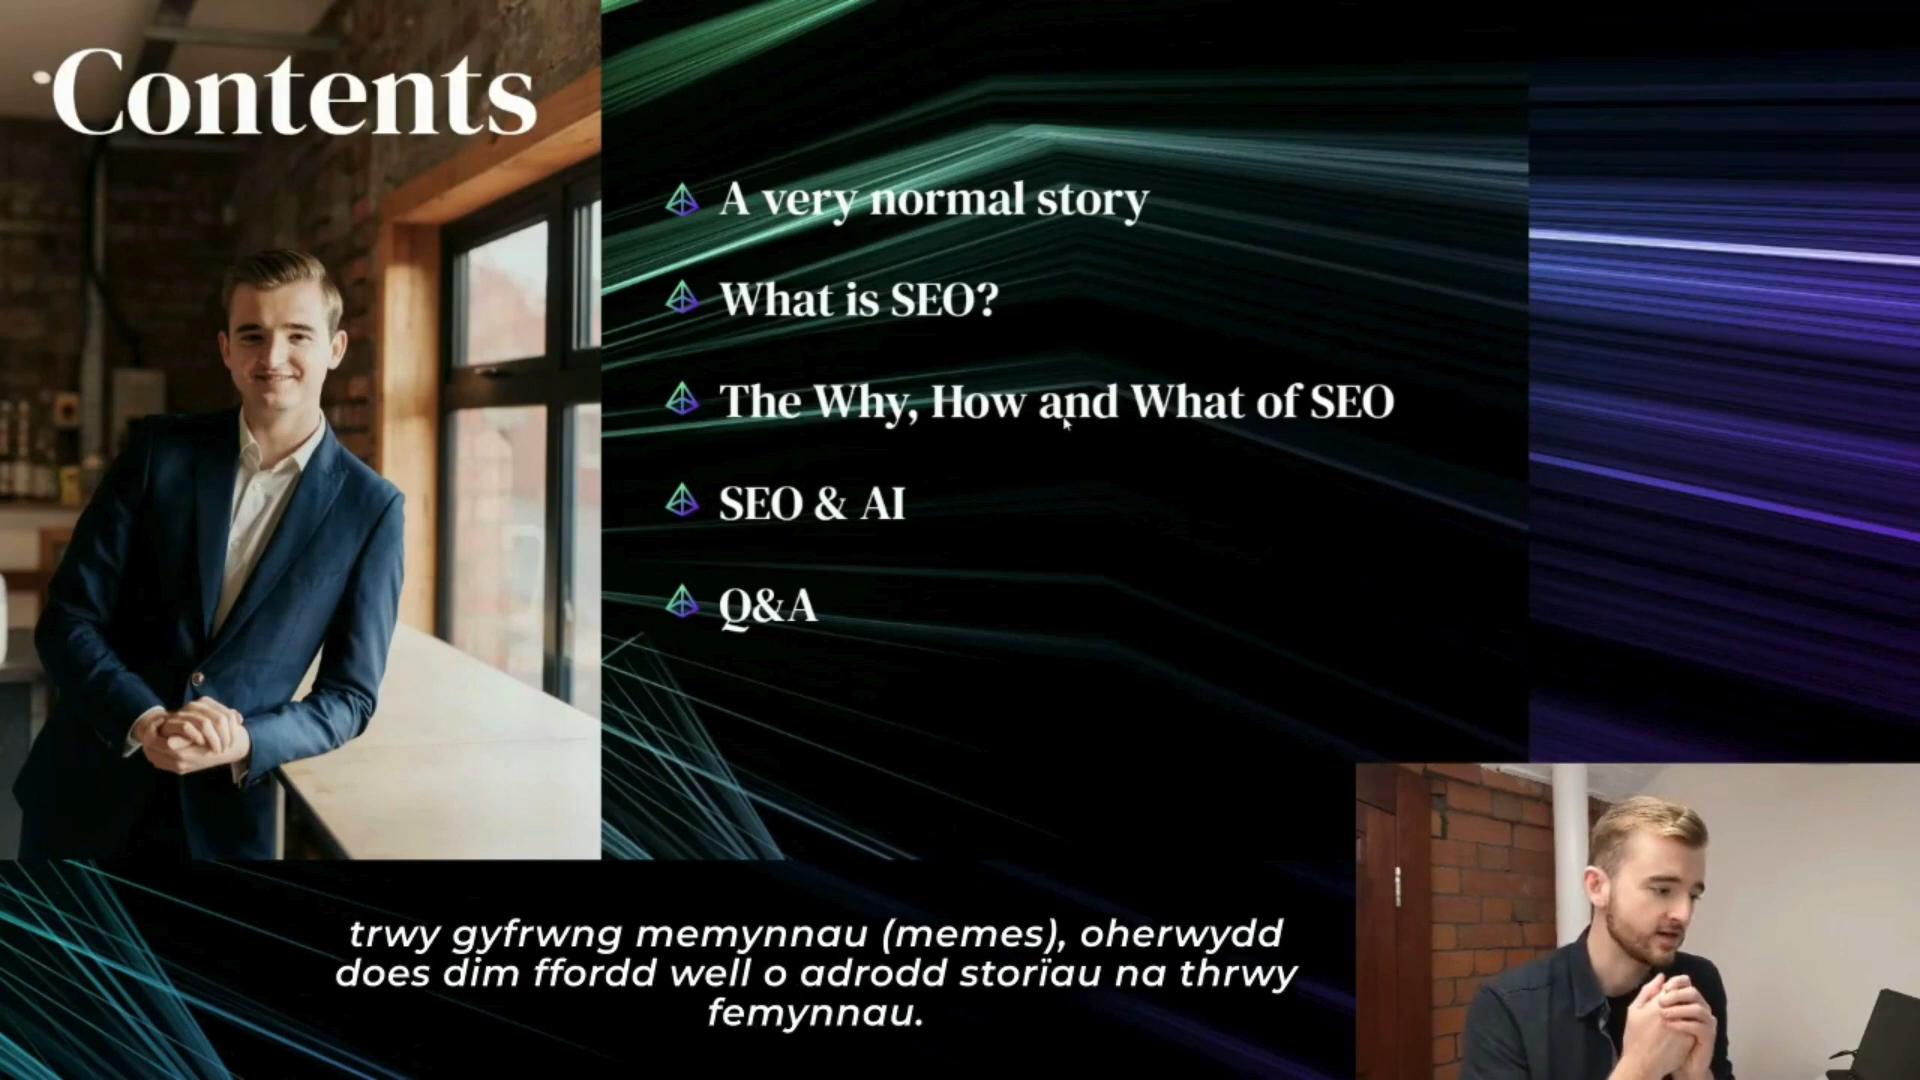 Contents
A very normal story
What is SEO?
The Why, How and What of SEO
SEO & AI
Q&A
trwy gyfrwng memynnau (memes), oherwydd
does dim ffordd well o adrodd storïau na thrwy
femynnau.